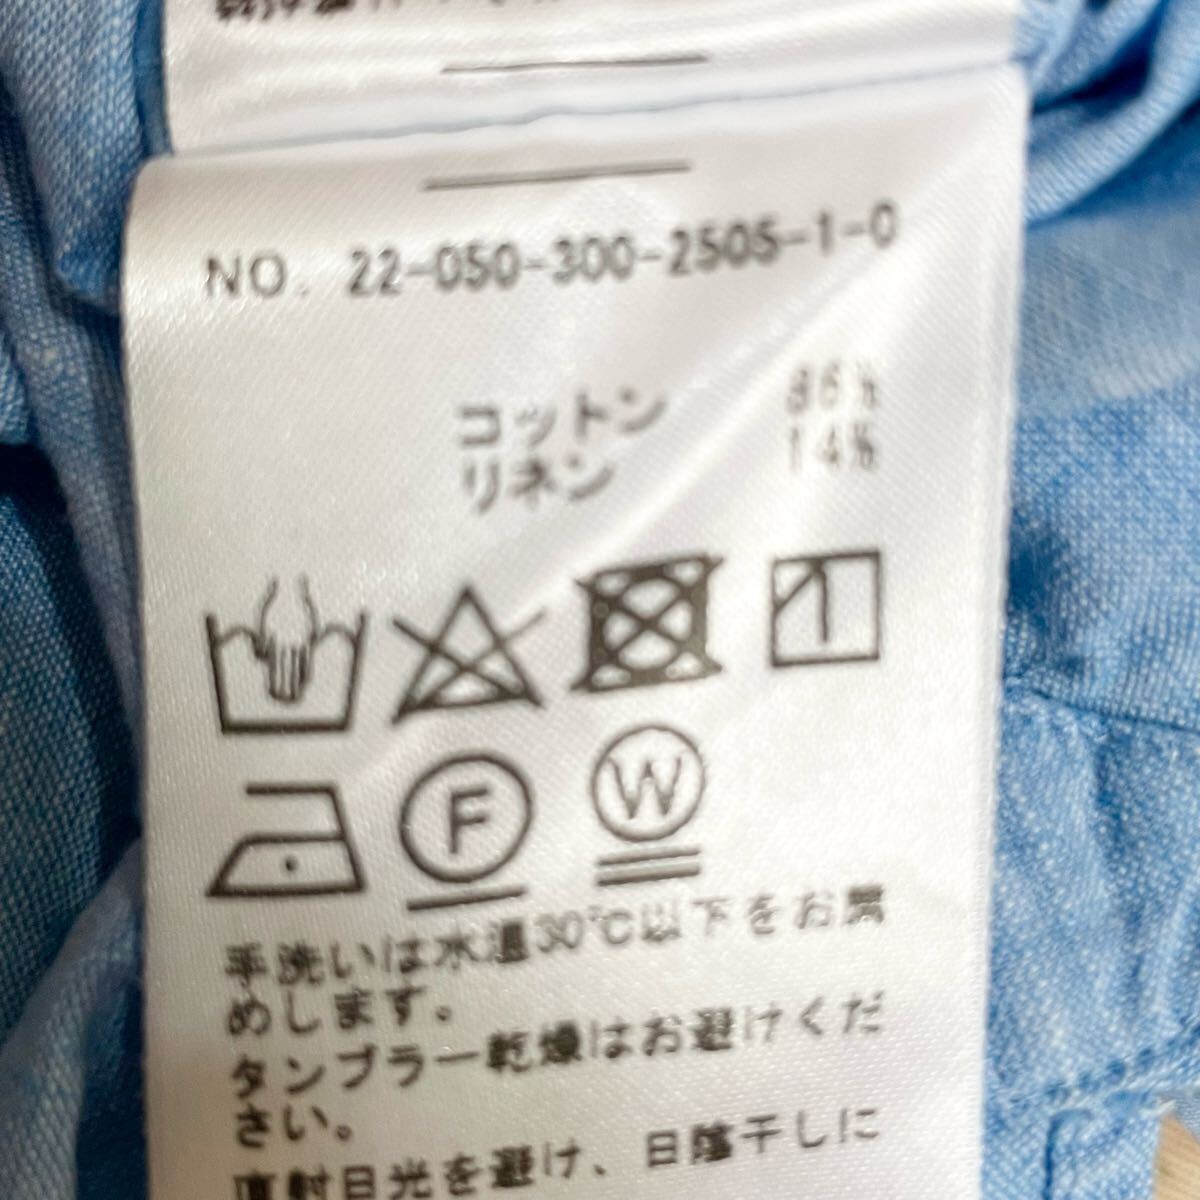 NO. 22-050-300-2505-1-0
コットン 86%
リネン 14%
F
W
手洗いは水温30℃以下をお薦
めします。
タンブラー乾燥はお避けくだ
さい。
直射日光を避け、日陰干しに